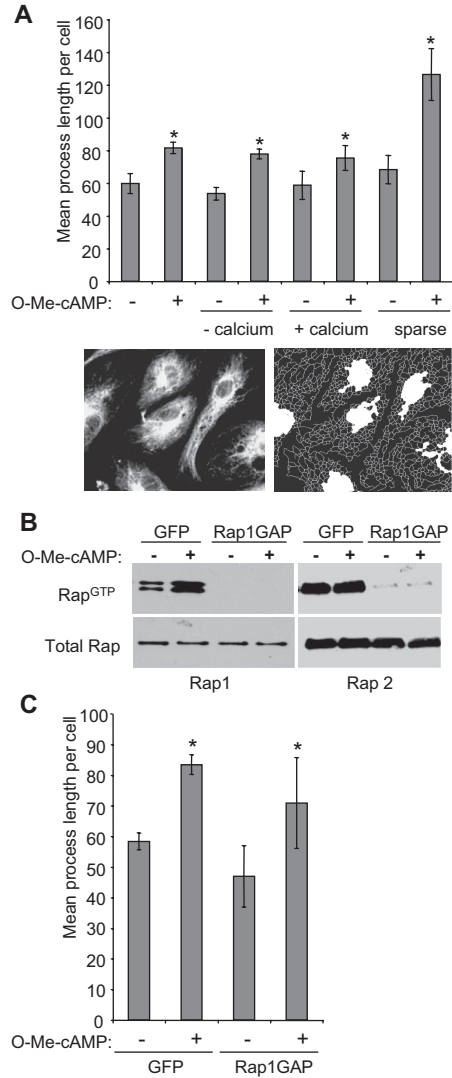 A
Mean process length per cell
160
140
120
100
80
60
40
20
0
* * * *
O-Me-cAMP: - + - + - + - +
- calcium + calcium sparse
B
GFP Rap1GAP GFP Rap1GAP
O-Me-cAMP: - + - + - + - +
RapGTP
Total Rap
Rap1 Rap 2
C
Mean process length per cell
100
90
80
70
60
50
40
30
20
10
0
* *
O-Me-cAMP: - + - +
GFP Rap1GAP